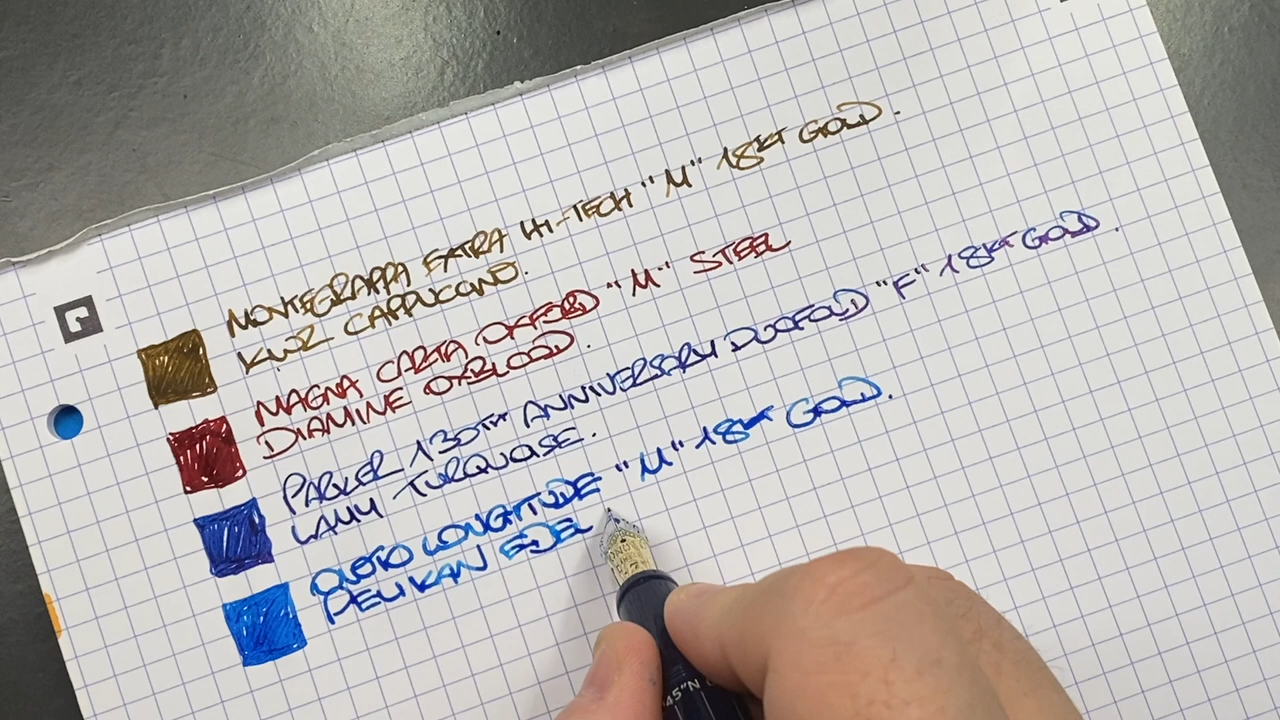 MONTEGRAPPA EXTRA HI-TECH "M" 18KT GOLD.
KWZ CAPPUCCINO.
MAGNA CARTA OXFORD "M" STEEL
DIAMINE OXBLOOD.
PARKER 130TH ANNIVERSARY DUOFOLD "F" 18KT GOLD.
LAMY TURQUOISE.
LONGITUDE "M" 18KT GOLD.
PELIKAN EDEL
45"N